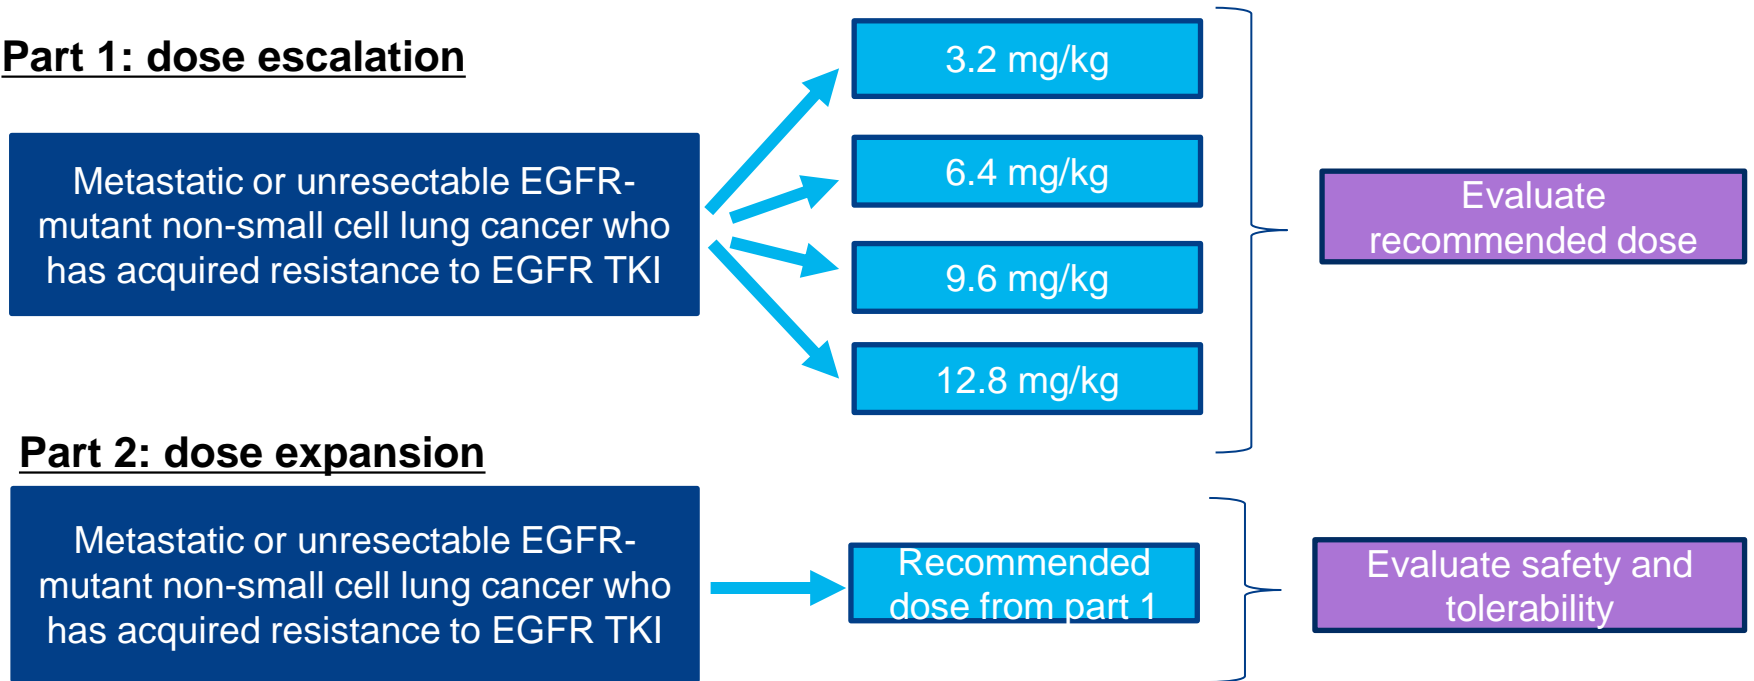 Part 1: dose escalation
Metastatic or unresectable EGFR-
mutant non-small cell lung cancer who
has acquired resistance to EGFR TKI
3.2 mg/kg
6.4 mg/kg
9.6 mg/kg
12.8 mg/kg
Evaluate
recommended dose
Part 2: dose expansion
Metastatic or unresectable EGFR-
mutant non-small cell lung cancer who
has acquired resistance to EGFR TKI
Recommended
dose from part 1
Evaluate safety and
tolerability